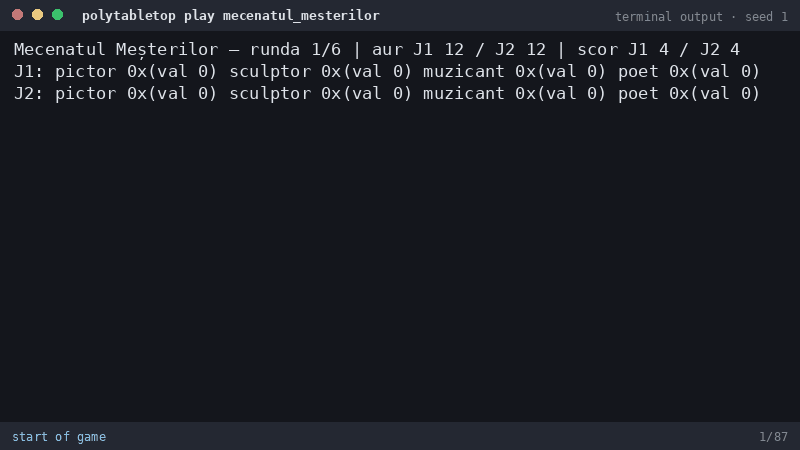 polytabletop play mecenatul_mesterilor
terminal output · seed 1
Mecenatul Meșterilor — runda 1/6 | aur J1 12 / J2 12 | scor J1 4 / J2 4
J1: pictor 0x(val 0) sculptor 0x(val 0) muzicant 0x(val 0) poet 0x(val 0)
J2: pictor 0x(val 0) sculptor 0x(val 0) muzicant 0x(val 0) poet 0x(val 0)
start of game
1/87